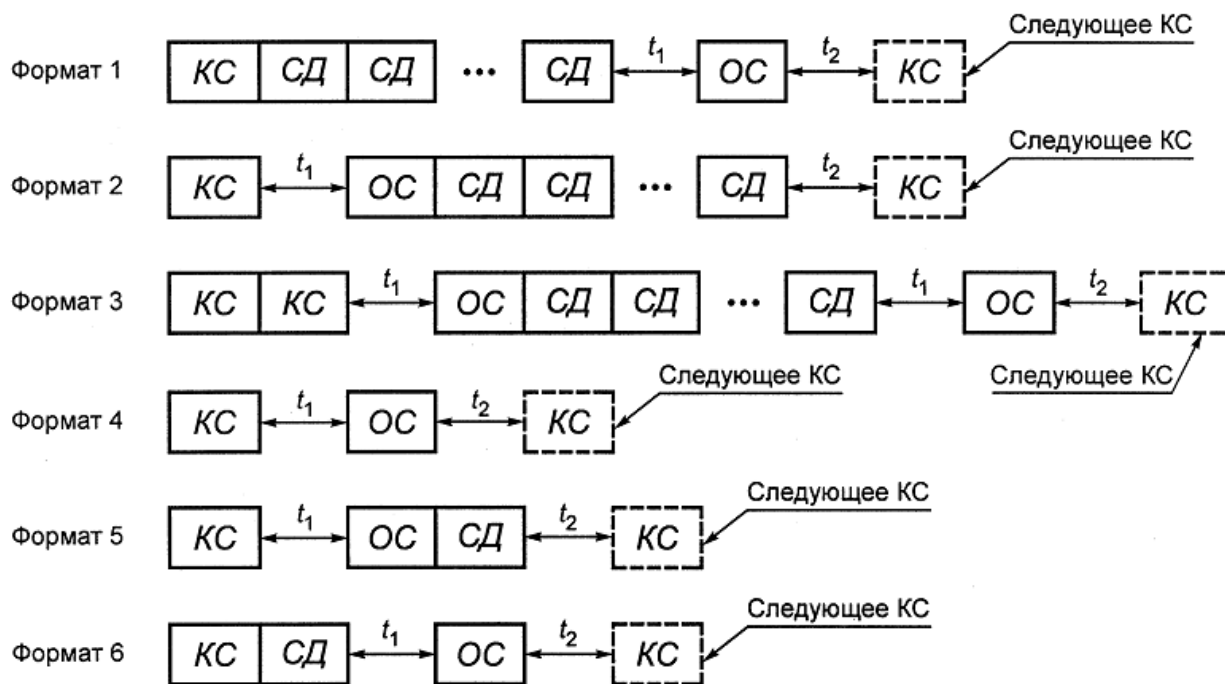 Следующее КС
Формат 1 КС СД СД ... СД t1 ОС t2 КС
Следующее КС
Формат 2 КС t1 ОС СД СД ... СД t2 КС
Формат 3 КС КС t1 ОС СД СД ... СД t1 ОС t2 КС
Следующее КС
Следующее КС
Формат 4 КС t1 ОС t2 КС
Следующее КС
Формат 5 КС t1 ОС СД t2 КС
Следующее КС
Формат 6 КС СД t1 ОС t2 КС